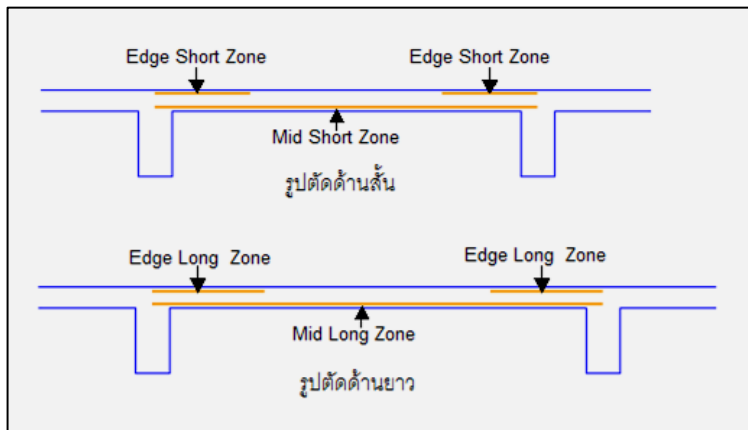 Edge Short Zone Edge Short Zone
Mid Short Zone
รูปตัดด้านสั้น
Edge Long Zone Edge Long Zone
Mid Long Zone
รูปตัดด้านยาว